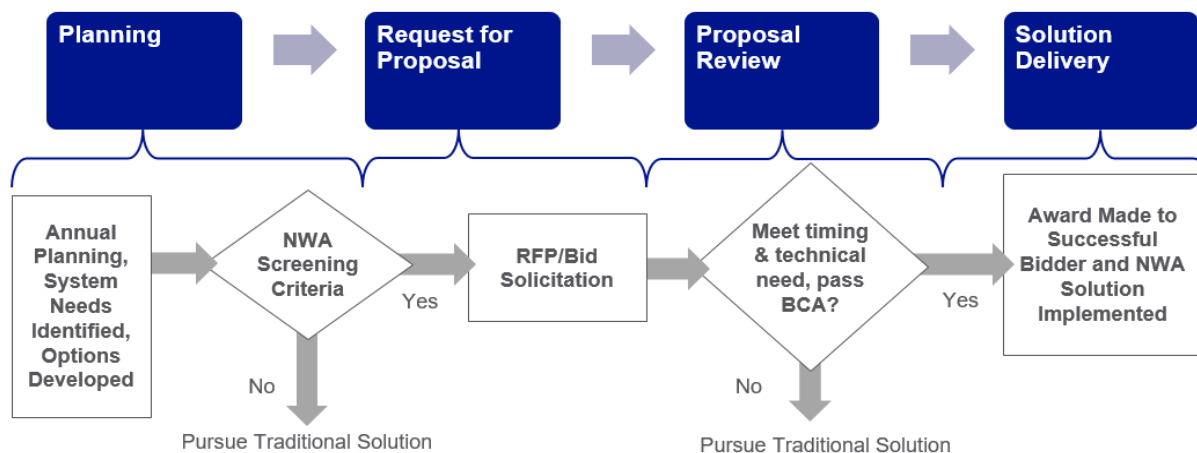 Planning
Request for
Proposal
Proposal
Review
Solution
Delivery
Annual
Planning,
System
Needs
Identified,
Options
Developed
NWA
Screening
Criteria
Yes
No
Pursue Traditional Solution
RFP/Bid
Solicitation
Meet timing
& technical
need, pass
BCA?
Yes
No
Pursue Traditional Solution
Award Made to
Successful
Bidder and NWA
Solution
Implemented